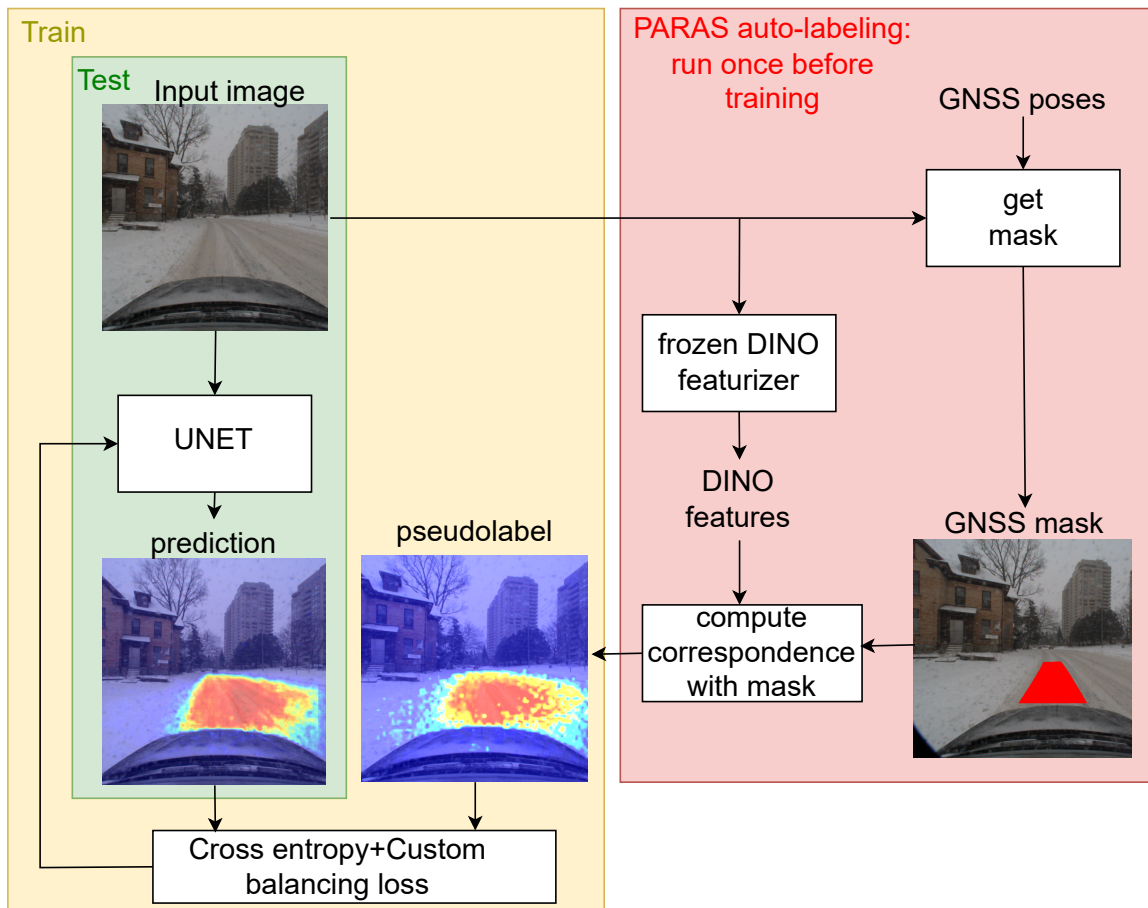 Train
Test
Input image
UNET
prediction
pseudolabel
Cross entropy+Custom
balancing loss
PARAS auto-labeling:
run once before
training
GNSS poses
get
mask
frozen DINO
featurizer
DINO
features
GNSS mask
compute
correspondence
with mask